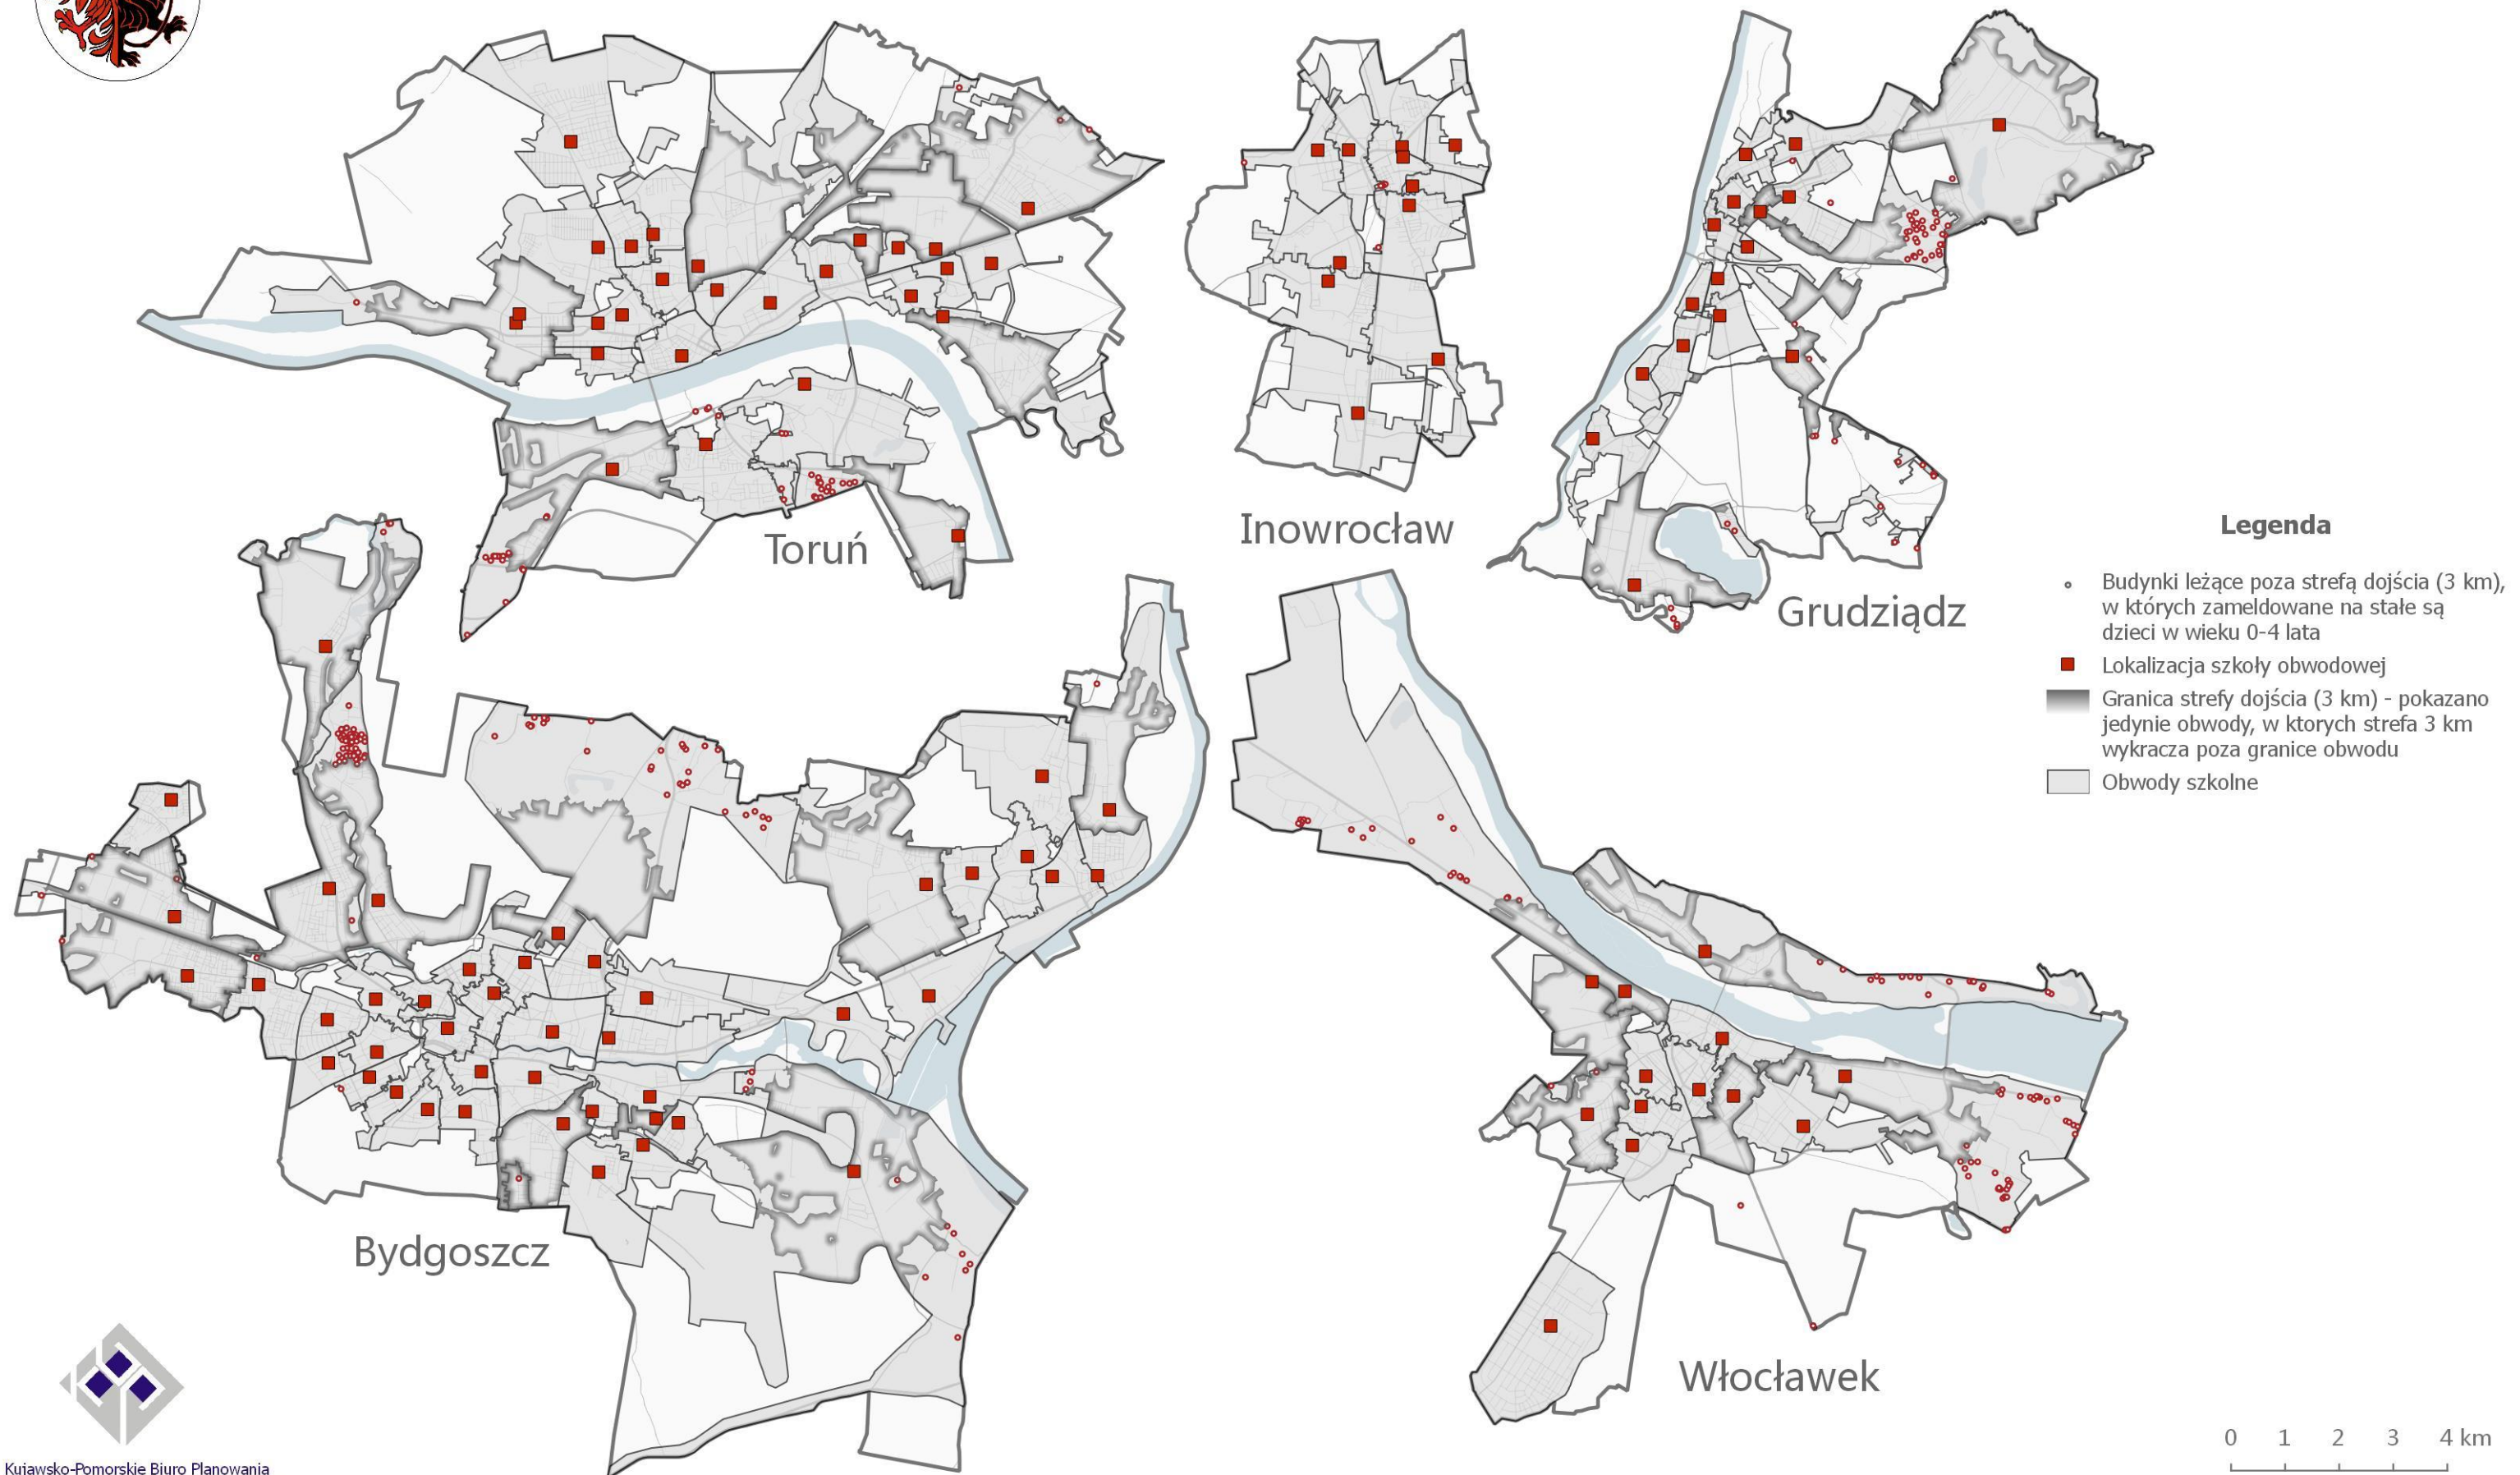 Toruń
Inowrocław
Grudziądz
Bydgoszcz
Włocławek
Legenda
Budynki leżące poza strefą dojścia (3 km),
w których zameldowane na stałe są
dzieci w wieku 0-4 lata
Lokalizacja szkoły obwodowej
Granica strefy dojścia (3 km) - pokazano
jedynie obwody, w ktorych strefa 3 km
wykracza poza granice obwodu
Obwody szkolne
0 1 2 3 4 km
Kujawsko-Pomorskie Biuro Planowania